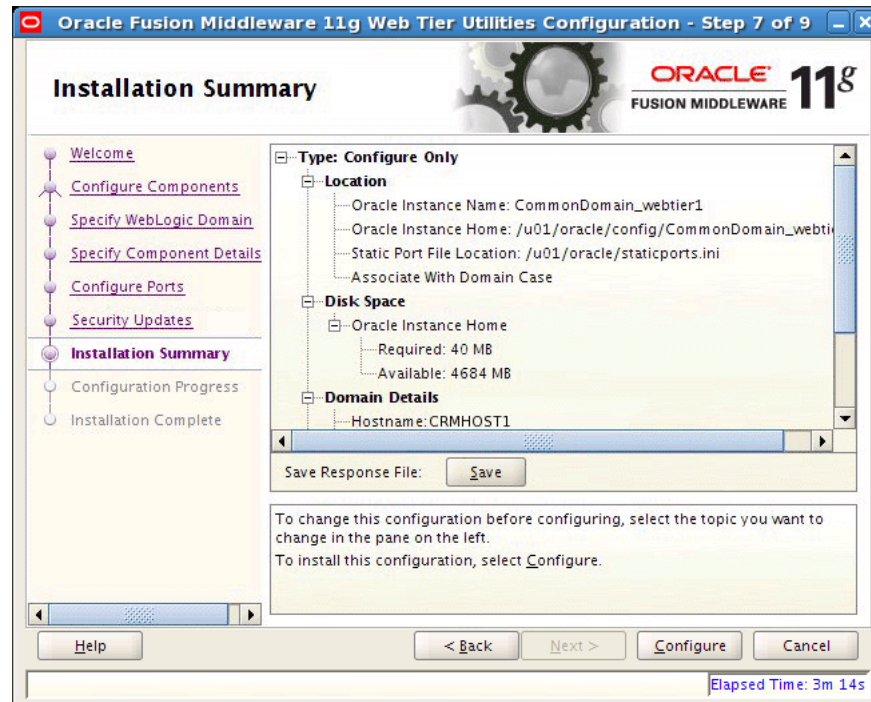 Oracle Fusion Middleware 11g Web Tier Utilities Configuration - Step 7 of 9
Installation Summary
ORACLE
FUSION MIDDLEWARE
11g
Welcome
Configure Components
Specify WebLogic Domain
Specify Component Details
Configure Ports
Security Updates
Installation Summary
Configuration Progress
Installation Complete
Type: Configure Only
Location
Oracle Instance Name: CommonDomain_webtier1
Oracle Instance Home: /u01/oracle/config/CommonDomain_webti
Static Port File Location: /u01/oracle/staticports.ini
Associate With Domain Case
Disk Space
Oracle Instance Home
Required: 40 MB
Available: 4684 MB
Domain Details
Hostname:CRMHOST1
Save Response File: Save
To change this configuration before configuring, select the topic you want to
change in the pane on the left.
To install this configuration, select Configure.
Help < Back Next > Configure Cancel
Elapsed Time: 3m 14s